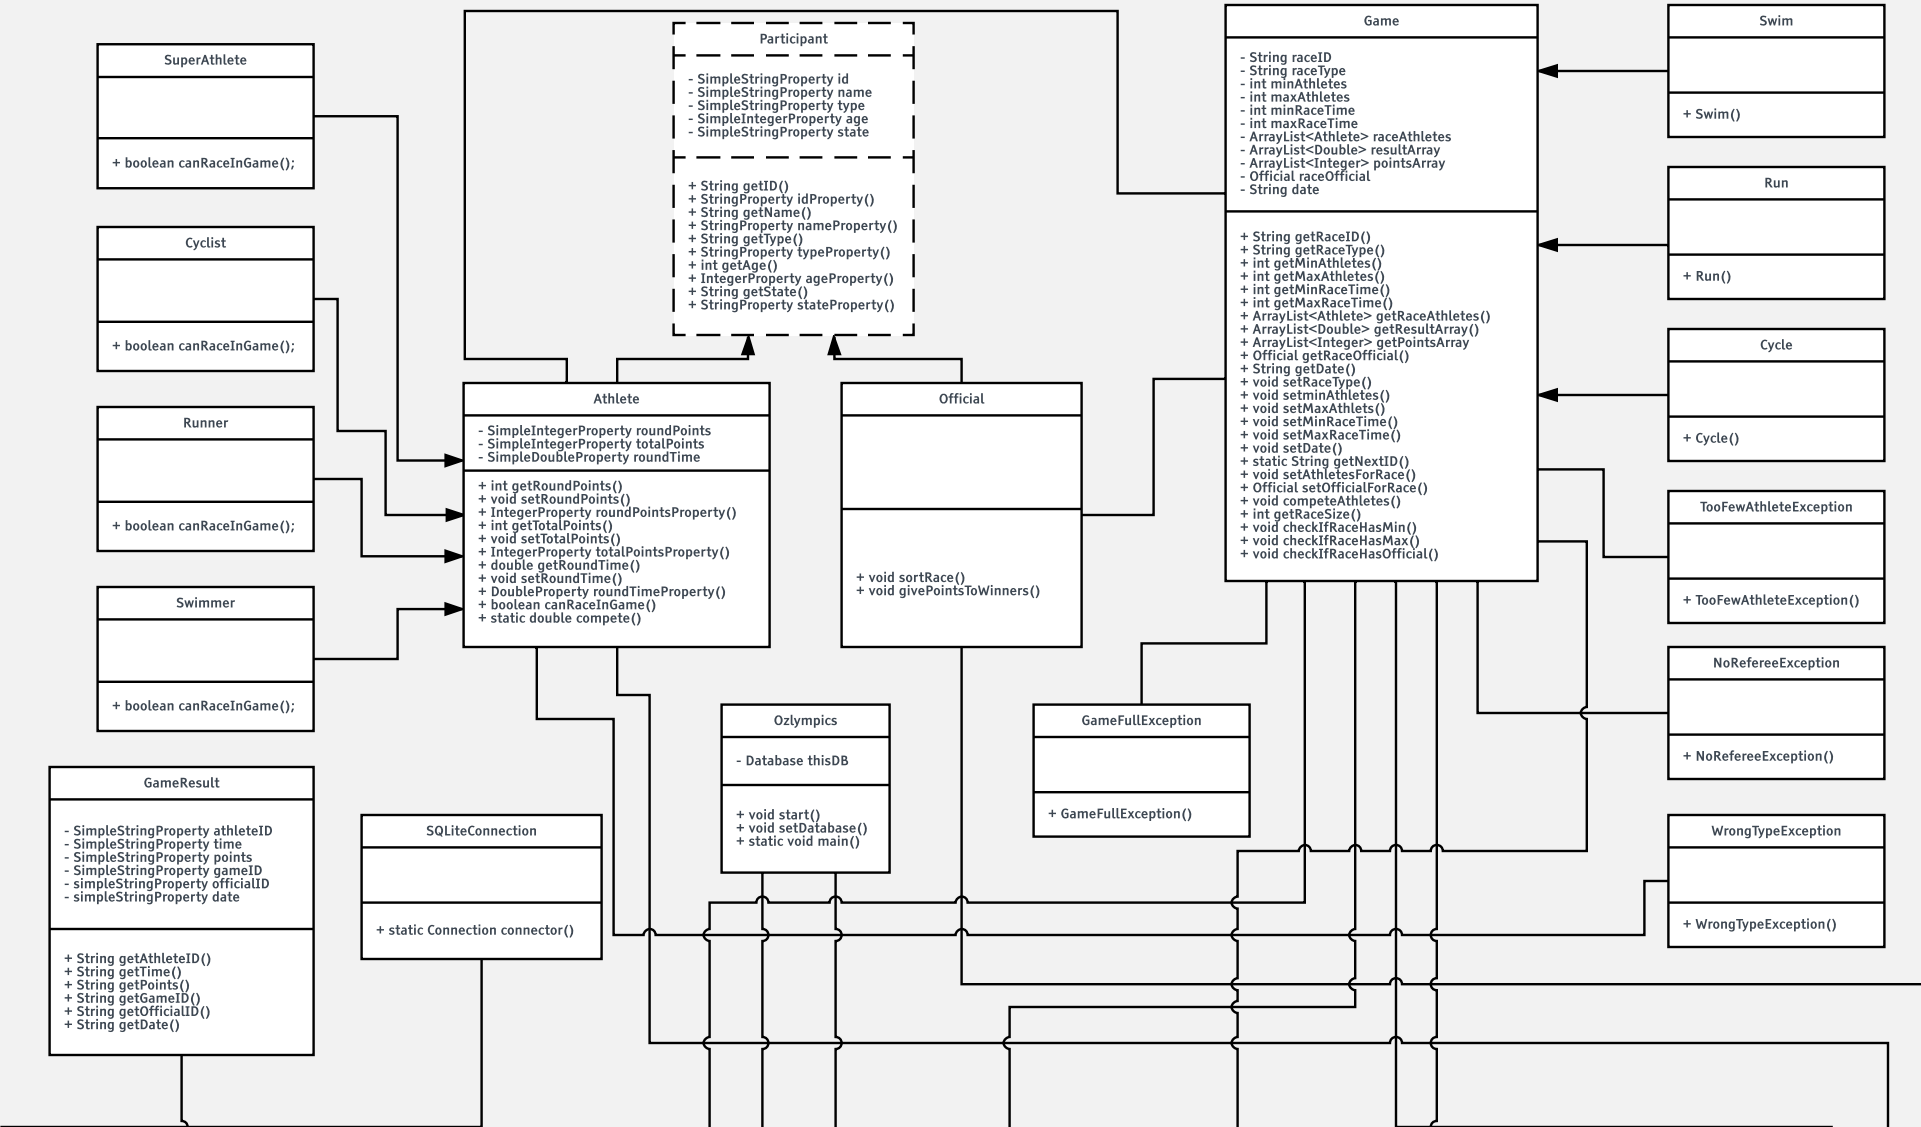 SuperAthlete
+ boolean canRaceInGame();
Cyclist
+ boolean canRaceInGame();
Runner
+ boolean canRaceInGame();
Swimmer
+ boolean canRaceInGame();
GameResult
- SimpleStringProperty athleteID
- SimpleStringProperty time
- SimpleStringProperty points
- SimpleStringProperty gameID
- simpleStringProperty officialID
- simpleStringProperty date
+ String getAthleteID()
+ String getTime()
+ String getPoints()
+ String getGameID()
+ String getOfficialID()
+ String getDate()
SQLiteConnection
+ static Connection connector()
Participant
- SimpleStringProperty id
- SimpleStringProperty name
- SimpleStringProperty type
- SimpleIntegerProperty age
- SimpleStringProperty state
+ String getID()
+ StringProperty idProperty()
+ String getName()
+ StringProperty nameProperty()
+ String getType()
+ StringProperty typeProperty()
+ int getAge()
+ IntegerProperty ageProperty()
+ String getState()
+ StringProperty stateProperty()
Athlete
- SimpleIntegerProperty roundPoints
- SimpleIntegerProperty totalPoints
- SimpleDoubleProperty roundTime
+ int getRoundPoints()
+ void setRoundPoints()
+ IntegerProperty roundPointsProperty()
+ int getTotalPoints()
+ void setTotalPoints()
+ IntegerProperty totalPointsProperty()
+ double getRoundTime()
+ void setRoundTime()
+ DoubleProperty roundTimeProperty()
+ boolean canRaceInGame()
+ static double compete()
Official
+ void sortRace()
+ void givePointsToWinners()
Ozlympics
- Database thisDB
+ void start()
+ void setDatabase()
+ static void main()
GameFullException
+ GameFullException()
Game
- String raceID
- String raceType
- int minAthletes
- int maxAthletes
- int minRaceTime
- int maxRaceTime
- ArrayList<Athlete> raceAthletes
- ArrayList<Double> resultArray
- ArrayList<Integer> pointsArray
- Official raceOfficial
- String date
+ String getRaceID()
+ String getRaceType()
+ int getMinAthletes()
+ int getMaxAthletes()
+ int getMinRaceTime()
+ int getMaxRaceTime()
+ ArrayList<Athlete> getRaceAthletes()
+ ArrayList<Double> getResultArray()
+ ArrayList<Integer> getPointsArray
+ Official getRaceOfficial()
+ String getDate()
+ void setRaceType()
+ void setminAthletes()
+ void setMaxAthlets()
+ void setMinRaceTime()
+ void setMaxRaceTime()
+ void setDate()
+ static String getNextID()
+ void setAthletesForRace()
+ Official setOfficialForRace()
+ void competeAthletes()
+ int getRaceSize()
+ void checkIfRaceHasMin()
+ void checkIfRaceHasMax()
+ void checkIfRaceHasOfficial()
Swim
+ Swim()
Run
+ Run()
Cycle
+ Cycle()
TooFewAthleteException
+ TooFewAthleteException()
NoRefereeException
+ NoRefereeException()
WrongTypeException
+ WrongTypeException()